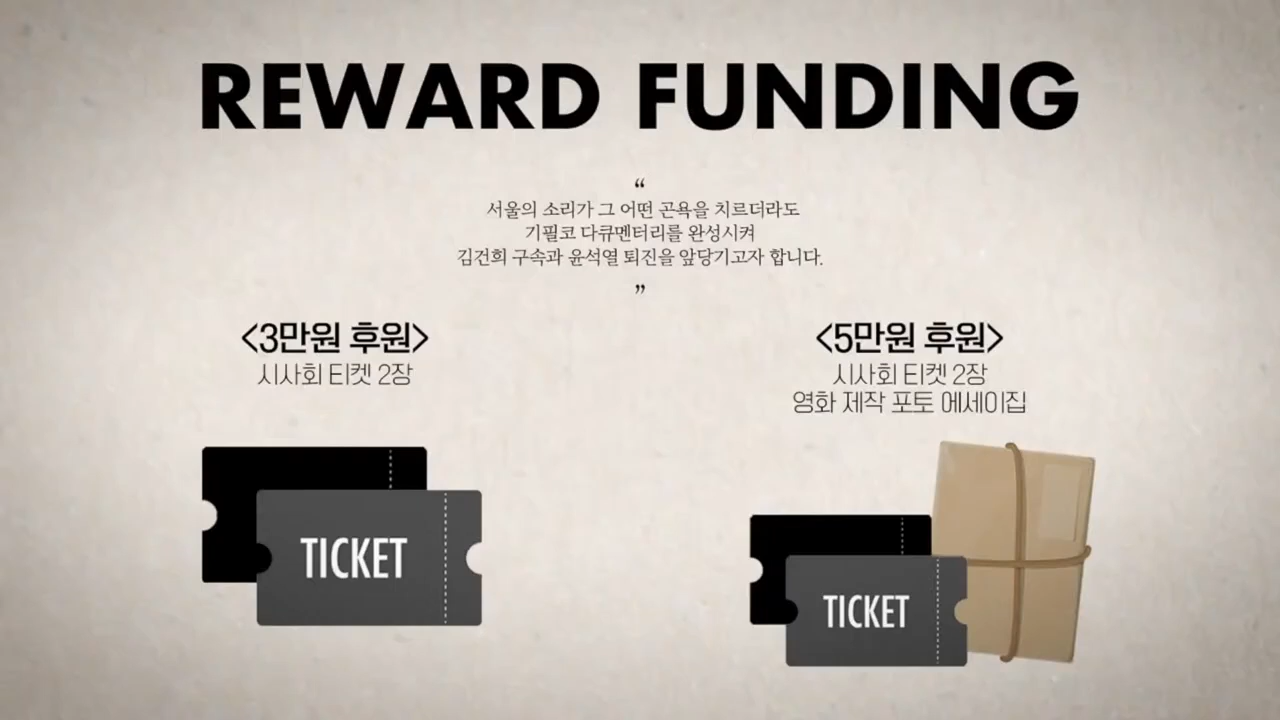 REWARD FUNDING
“
서울의 소리가 그 어떤 곤욕을 치르더라도
기필코 다큐멘터리를 완성시켜
김건희 구속과 윤석열 퇴진을 앞당기고자 합니다.
”
<3만원 후원>
시사회 티켓 2장
<5만원 후원>
시사회 티켓 2장
영화 제작 포토 에세이집
TICKET
TICKET